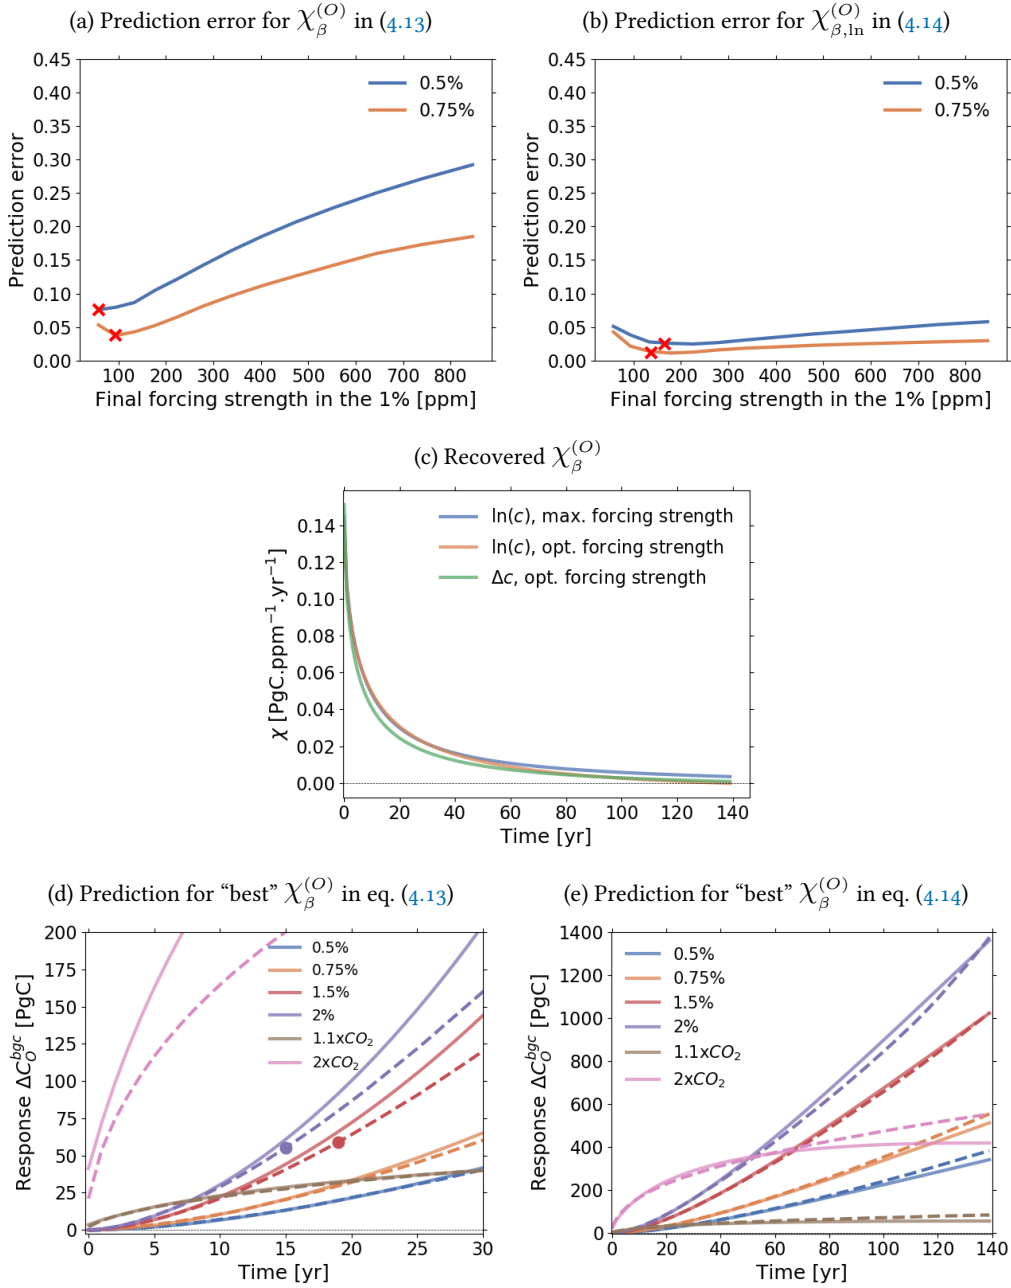 (a) Prediction error for χ_β^(O) in (4.13)
0.45
0.40
0.35
0.30
0.25
0.20
0.15
0.10
0.05
0.00
Prediction error
0.5%
0.75%
100 200 300 400 500 600 700 800
Final forcing strength in the 1% [ppm]
(b) Prediction error for χ_β,ln^(O) in (4.14)
0.45
0.40
0.35
0.30
0.25
0.20
0.15
0.10
0.05
0.00
Prediction error
0.5%
0.75%
100 200 300 400 500 600 700 800
Final forcing strength in the 1% [ppm]
(c) Recovered χ_β^(O)
0.14
0.12
0.10
0.08
0.06
0.04
0.02
0.00
χ [PgC.ppm⁻¹.yr⁻¹]
ln(c), max. forcing strength
ln(c), opt. forcing strength
Δc, opt. forcing strength
0 20 40 60 80 100 120 140
Time [yr]
(d) Prediction for “best” χ_β^(O) in eq. (4.13)
200
175
150
125
100
75
50
25
0
Response ΔC_O^bgc [PgC]
0.5%
0.75%
1.5%
2%
1.1xCO₂
2xCO₂
0 5 10 15 20 25 30
Time [yr]
(e) Prediction for “best” χ_β^(O) in eq. (4.14)
1400
1200
1000
800
600
400
200
0
Response ΔC_O^bgc [PgC]
0.5%
0.75%
1.5%
2%
1.1xCO₂
2xCO₂
0 20 40 60 80 100 120 140
Time [yr]